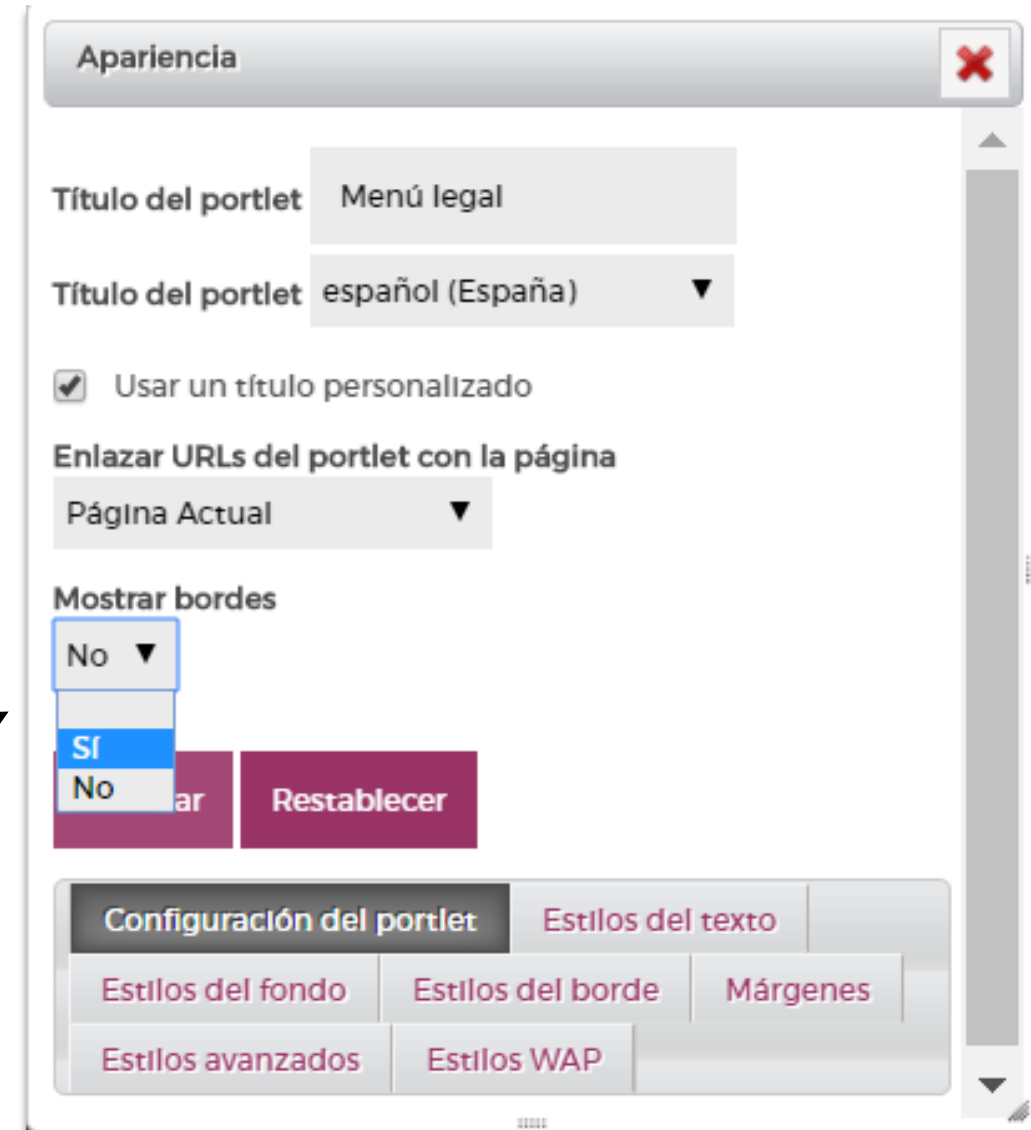 Apariencia
Título del portlet Menú legal
Título del portlet español (España)
Usar un título personalizado
Enlazar URLs del portlet con la página
Página Actual
Mostrar bordes
No
Sí
No
ar Restablecer
Configuración del portlet Estilos del texto
Estilos del fondo Estilos del borde Márgenes
Estilos avanzados Estilos WAP